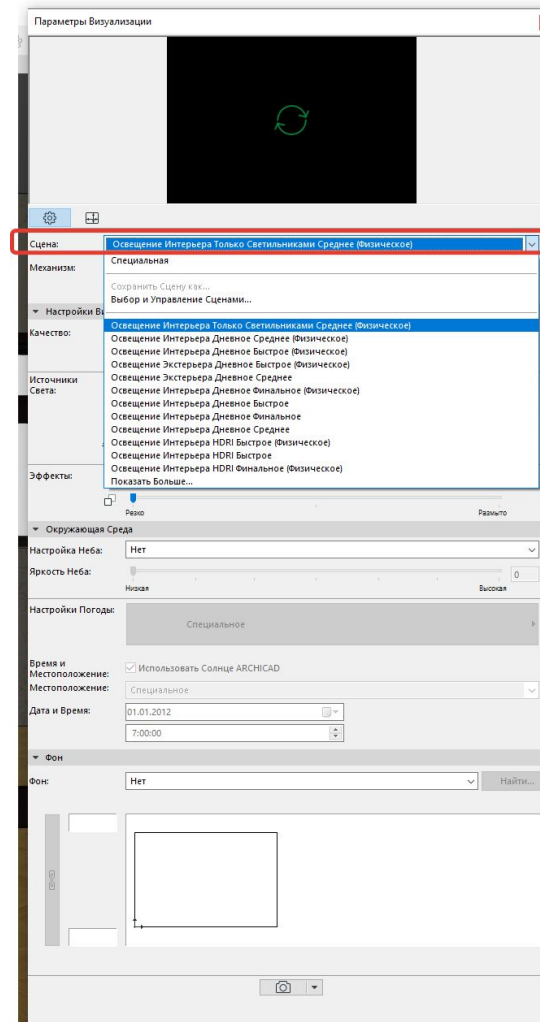 Параметры Визуализации
Сцена: Освещение Интерьера Только Светильниками Среднее (Физическое)
Механизм:
Специальная
Сохранить Сцену как...
Выбор и Управление Сценами...
Настройки Ви
Освещение Интерьера Только Светильниками Среднее (Физическое)
Качество:
Освещение Интерьера Дневное Среднее (Физическое)
Освещение Интерьера Дневное Быстрое (Физическое)
Освещение Экстерьера Дневное Быстрое (Физическое)
Освещение Экстерьера Дневное Среднее
Источники
Света:
Освещение Интерьера Дневное Финальное (Физическое)
Освещение Интерьера Дневное Быстрое
Освещение Интерьера Дневное Финальное
Освещение Интерьера Дневное Среднее
Освещение Интерьера HDRI Быстрое (Физическое)
Освещение Интерьера HDRI Быстрое
Освещение Интерьера HDRI Финальное (Физическое)
Эффекты:
Показать Больше...
Резко Размыто
Окружающая Среда
Настройка Неба: Нет
Яркость Неба: 0
Низкая Высокая
Настройки Погоды:
Специальное
Время и
Местоположение:
Использовать Солнце ARCHICAD
Местоположение: Специальное
Дата и Время: 01.01.2012
7:00:00
Фон
Фон: Нет Найти...